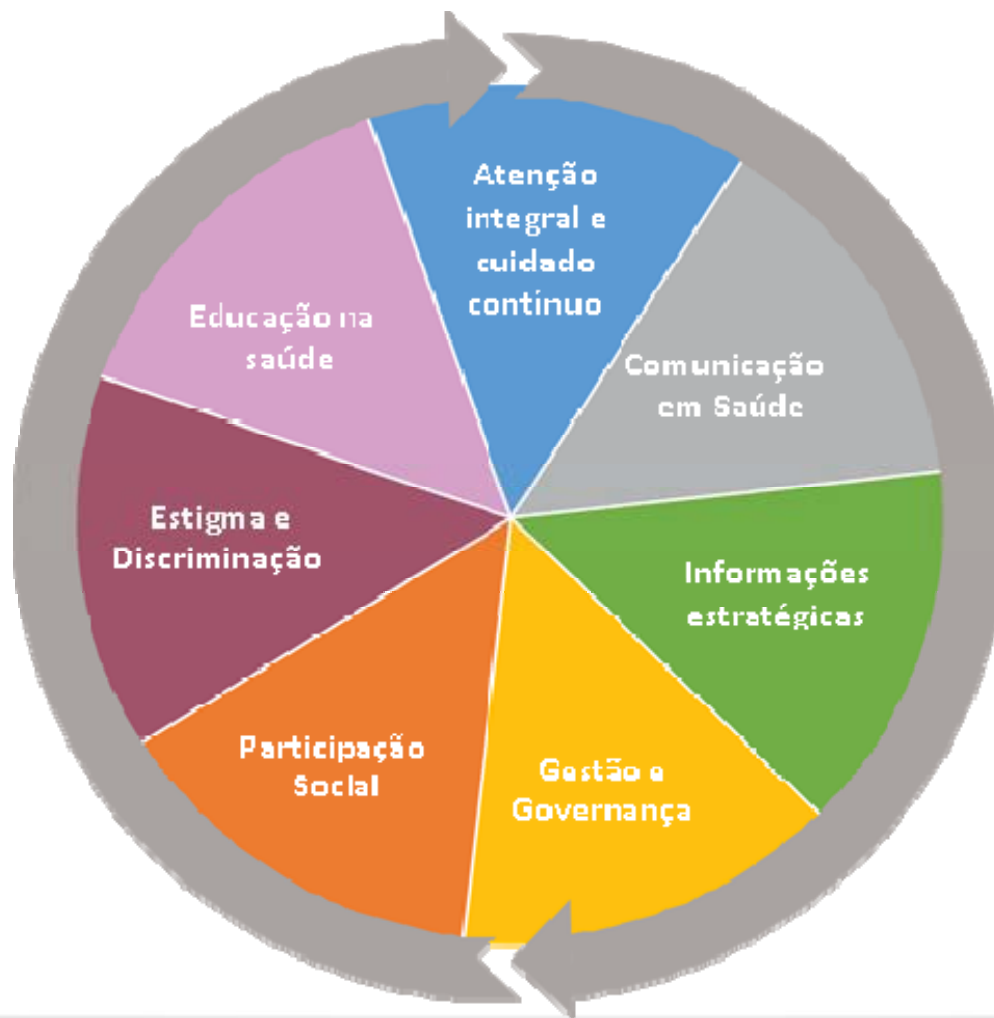 Atenção
integral e
cuidado
contínuo
Comunicação
em Saúde
Informações
estratégicas
Gestão e
Governança
Participação
Social
Estigma e
Discriminação
Educação na
saúde